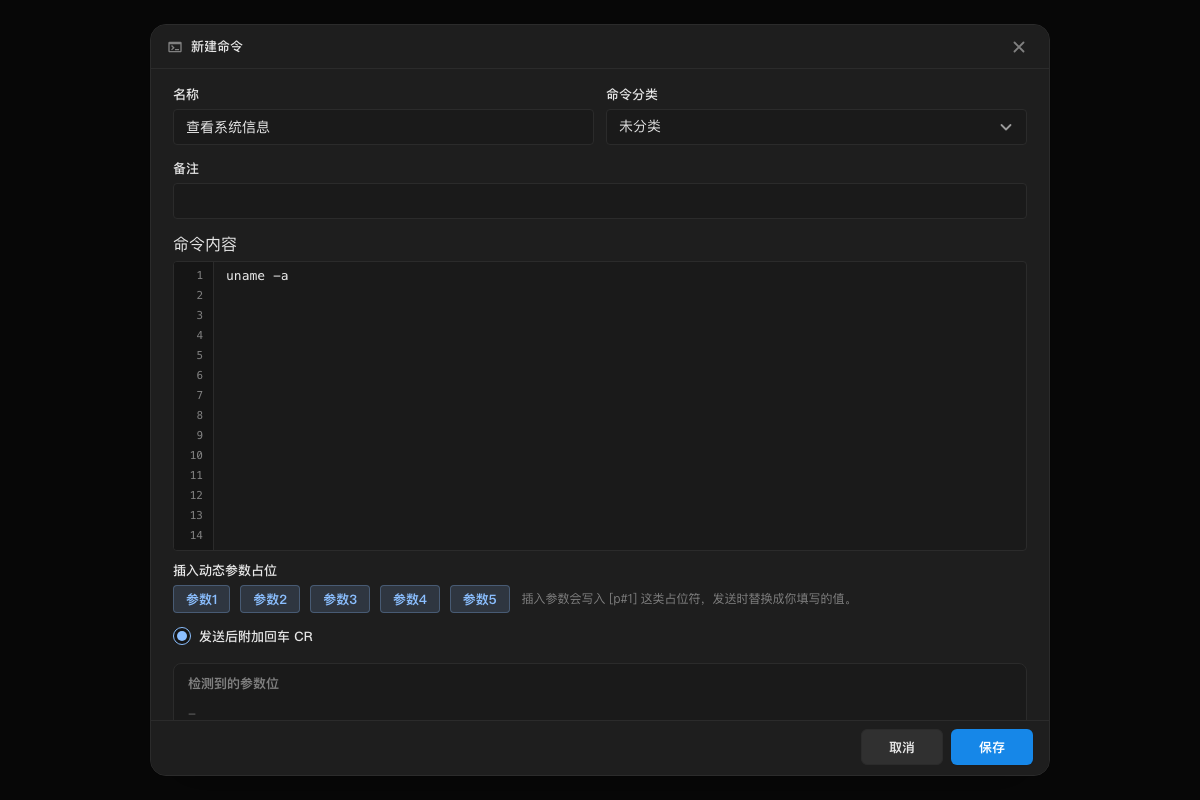 新建命令
名称
命令分类
查看系统信息
未分类
备注
命令内容
1 uname -a
2
3
4
5
6
7
8
9
10
11
12
13
14
插入动态参数占位
参数1 参数2 参数3 参数4 参数5 插入参数会写入 [p#1] 这类占位符，发送时替换成你填写的值。
发送后附加回车 CR
检测到的参数位
–
取消 保存